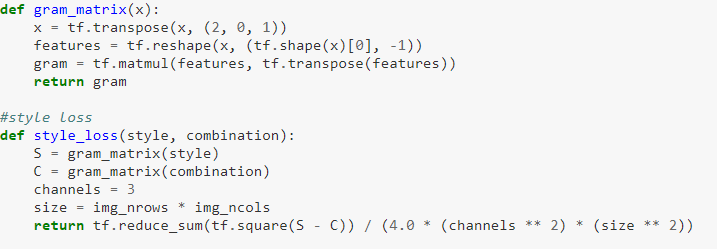 def gram_matrix(x):
    x = tf.transpose(x, (2, 0, 1))
    features = tf.reshape(x, (tf.shape(x)[0], -1))
    gram = tf.matmul(features, tf.transpose(features))
    return gram

#style loss
def style_loss(style, combination):
    S = gram_matrix(style)
    C = gram_matrix(combination)
    channels = 3
    size = img_nrows * img_ncols
    return tf.reduce_sum(tf.square(S - C)) / (4.0 * (channels ** 2) * (size ** 2))